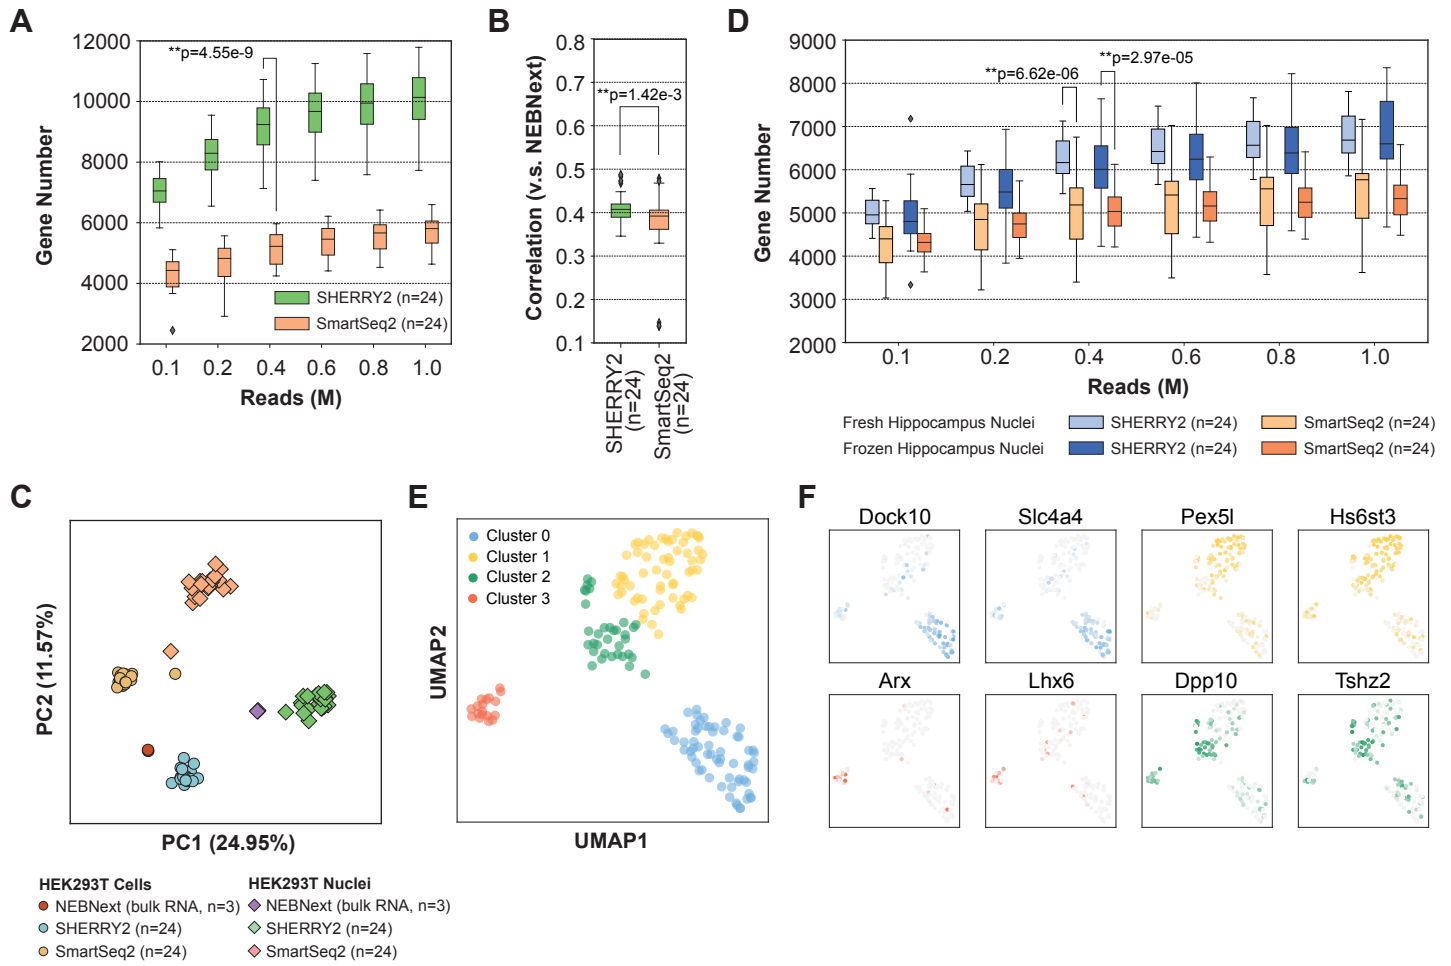 A
12000
10000
8000
6000
4000
2000
Gene Number
**p=4.55e-9
SHERRY2 (n=24)
SmartSeq2 (n=24)
0.1 0.2 0.4 0.6 0.8 1.0
Reads (M)
B
0.8
0.7
0.6
0.5
0.4
0.3
0.2
0.1
Correlation (v.s. NEBNext)
**p=1.42e-3
SHERRY2
(n=24)
SmartSeq2
(n=24)
D
9000
8000
7000
6000
5000
4000
3000
2000
Gene Number
**p=6.62e-06
**p=2.97e-05
0.1 0.2 0.4 0.6 0.8 1.0
Reads (M)
Fresh Hippocampus Nuclei SHERRY2 (n=24) SmartSeq2 (n=24)
Frozen Hippocampus Nuclei SHERRY2 (n=24) SmartSeq2 (n=24)
C
PC2 (11.57%)
PC1 (24.95%)
HEK293T Cells
NEBNext (bulk RNA, n=3)
SHERRY2 (n=24)
SmartSeq2 (n=24)
HEK293T Nuclei
NEBNext (bulk RNA, n=3)
SHERRY2 (n=24)
SmartSeq2 (n=24)
E
Cluster 0
Cluster 1
Cluster 2
Cluster 3
UMAP2
UMAP1
F
Dock10 Slc4a4 Pex5l Hs6st3
Arx Lhx6 Dpp10 Tshz2